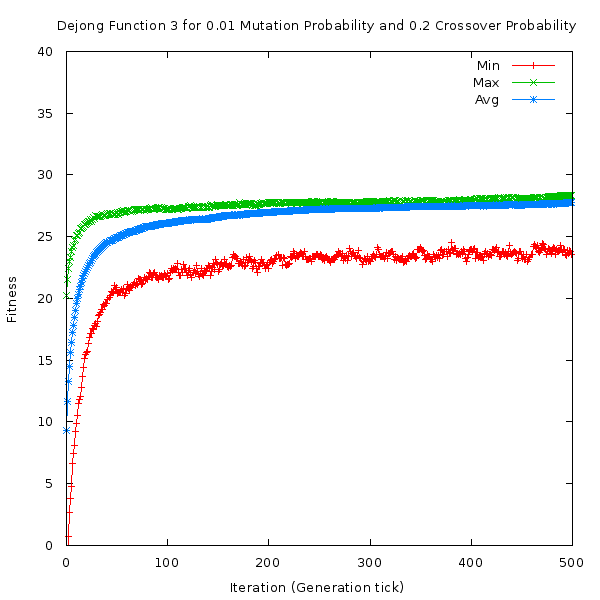 Dejong Function 3 for 0.01 Mutation Probability and 0.2 Crossover Probability
40
35
30
25
20
15
10
5
0
Fitness
Min
Max
Avg
0 100 200 300 400 500
Iteration (Generation tick)